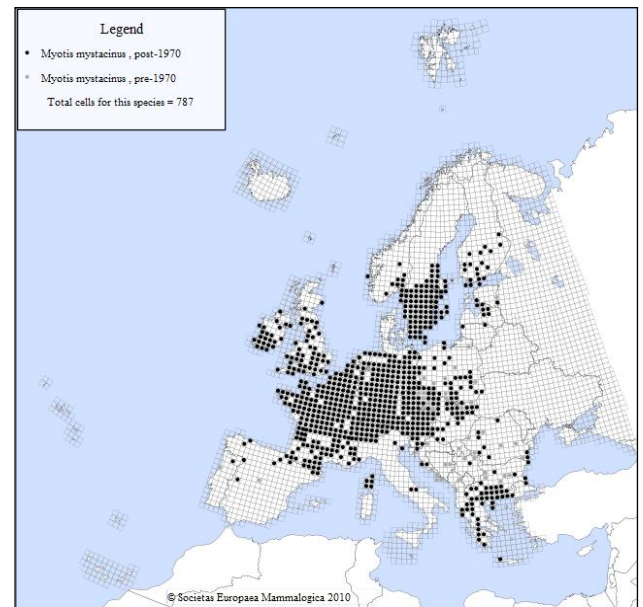 Legend
Myotis mystacinus , post-1970
Myotis mystacinus , pre-1970
Total cells for this species = 787
© Societas Europaea Mammalogica 2010